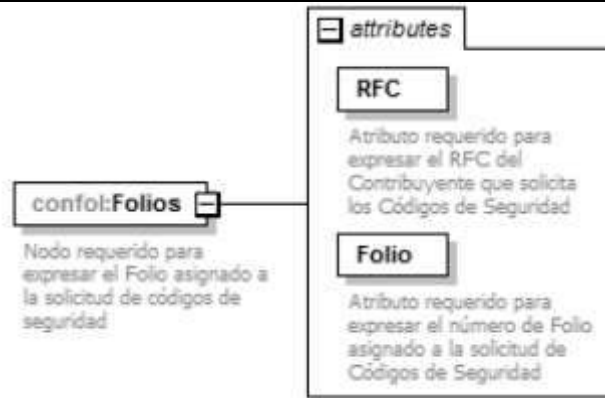 attributes
RFC
Atributo requerido para
expresar el RFC del
Contribuyente que solicita
los Códigos de Seguridad
confol:Folios
Nodo requerido para
expresar el Folio asignado a
la solicitud de códigos de
seguridad
Folio
Atributo requerido para
expresar el número de Folio
asignado a la solicitud de
Códigos de Seguridad